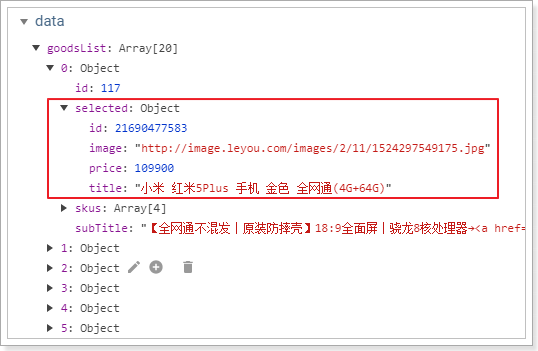 data
goodsList: Array[20]
0: Object
id: 117
selected: Object
id: 21690477583
image: "http://image.leyou.com/images/2/11/1524297549175.jpg"
price: 109900
title: "小米 红米5Plus 手机 金色 全网通(4G+64G)"
skus: Array[4]
subTitle: "【全网通不混发丨原装防摔壳】18:9全面屏丨骁龙8核处理器→<a href=
1: Object
2: Object
3: Object
4: Object
5: Object